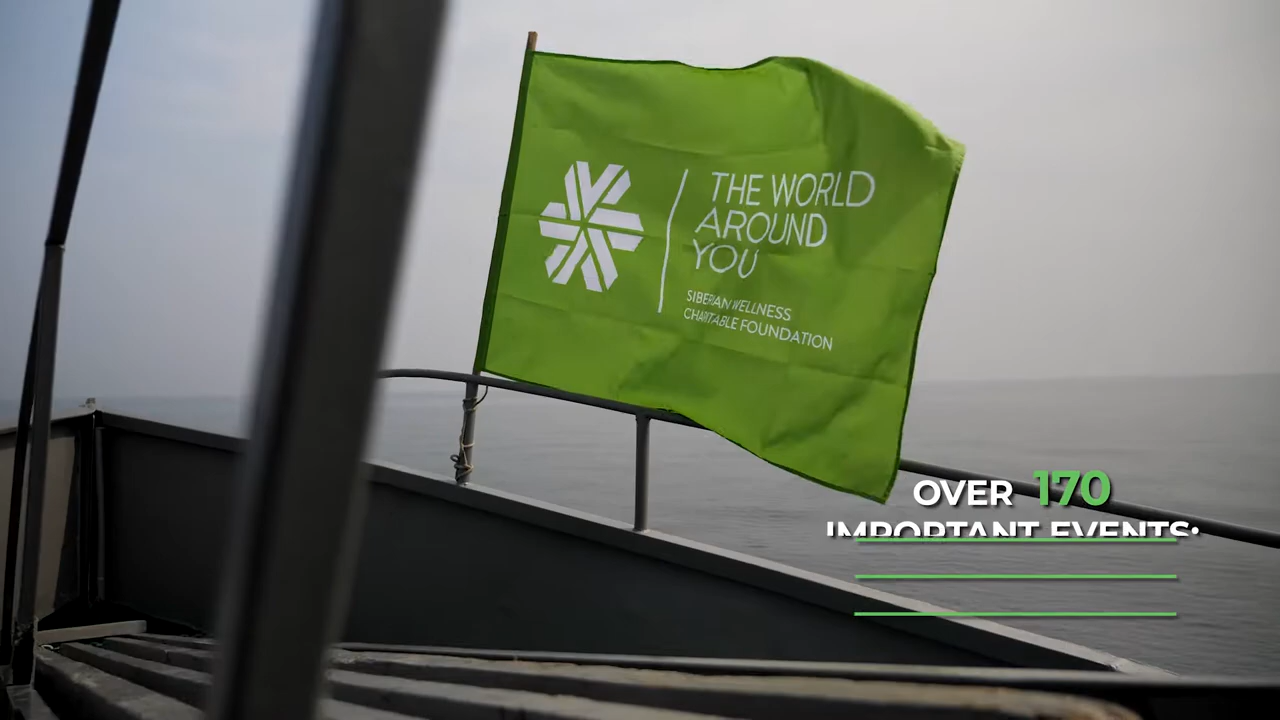 THE WORLD
AROUND
YOU
SIBERIAN WELLNESS
CHARITABLE FOUNDATION
OVER 170
IMPORTANT EVENTS: